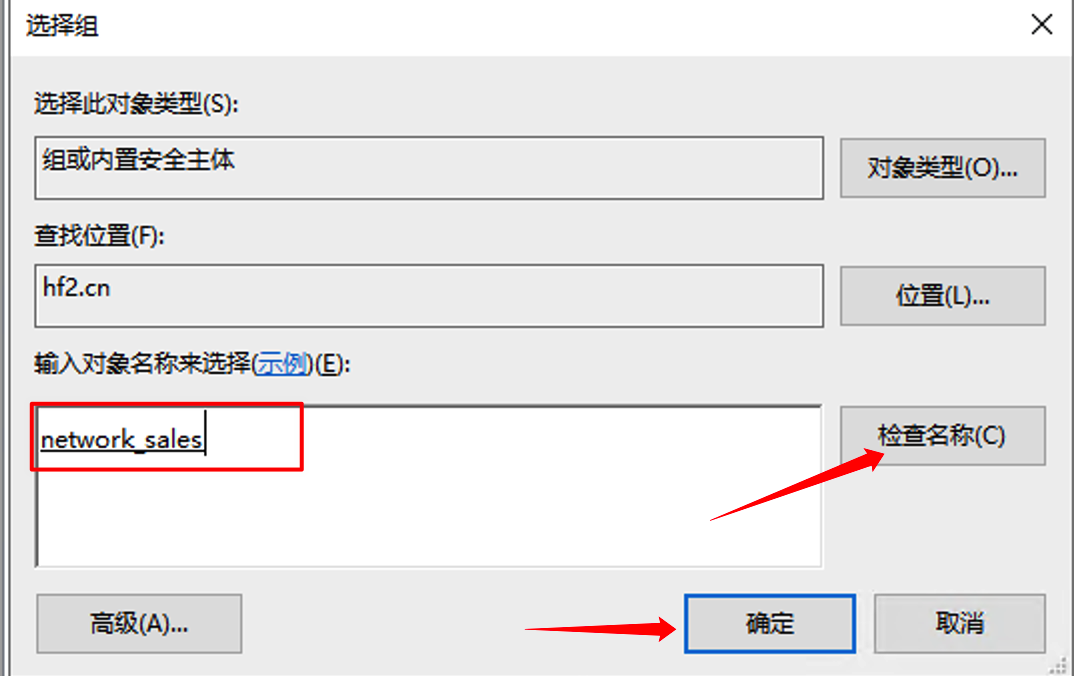 选择组
选择此对象类型(S):
组或内置安全主体
对象类型(O)...
查找位置(F):
hf2.cn
位置(L)...
输入对象名称来选择(示例)(E):
network_sales
检查名称(C)
高级(A)...
确定
取消